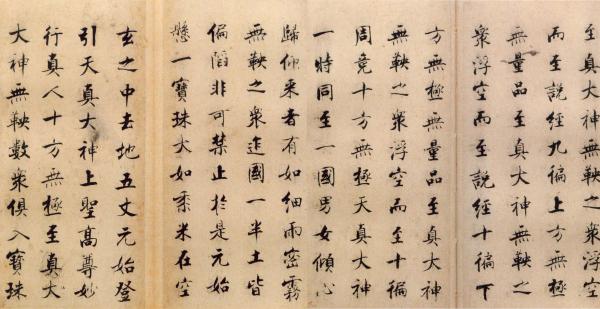 至真大神無鞅之衆浮空
而至說經九徧上方無極
無量品至真大神無鞅之
衆浮空而至說經十徧下
方無極無量品至真大神
無鞅之衆浮空而至十徧
周竟十方無極天真大神
一時同至一國男女傾心
歸仰来者有如細雨密霧
無鞅之衆迮國一半土皆
偏陷非可禁止於是元始
懸一寶珠大如黍米在空
玄之中去地五丈元始登
引天真大神上聖髙尊妙
行真人十方無極至真大
大神無鞅數衆俱入寶珠